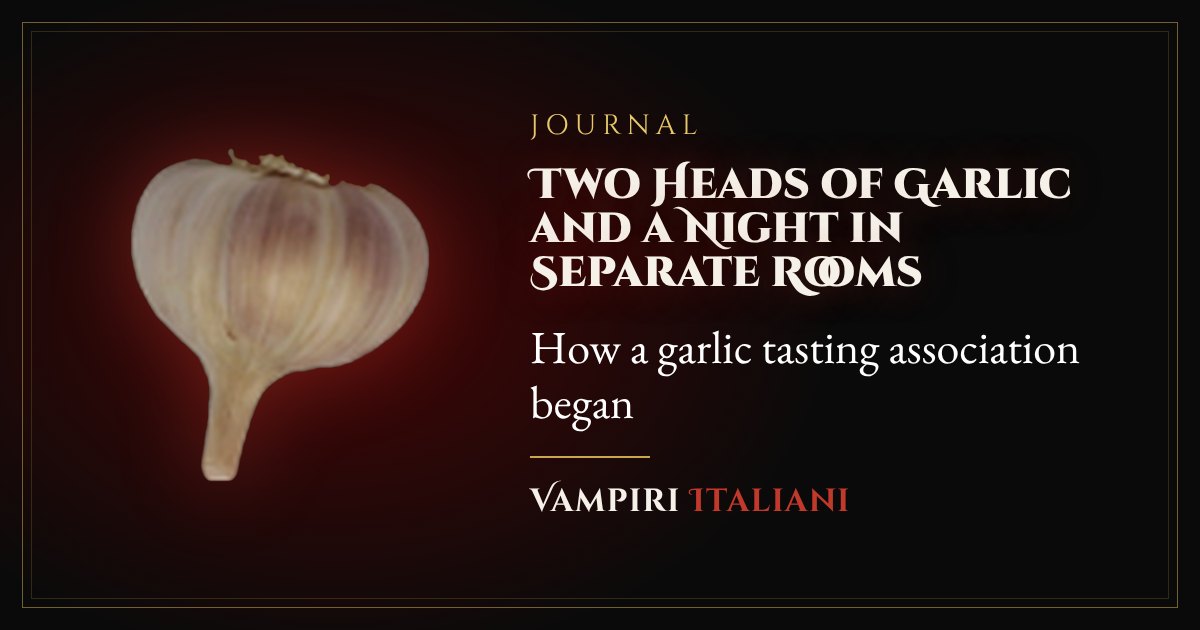 JOURNAL
Two Heads of Garlic
and a Night in
Separate Rooms
How a garlic tasting association
began
Vampiri Italiani